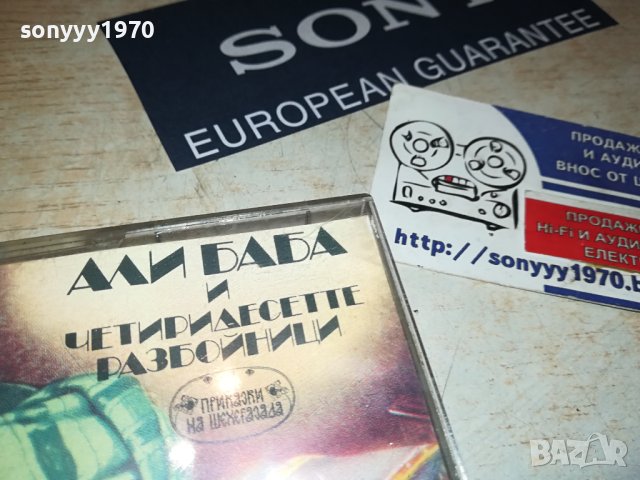 sonyyy1970
SONY
EUROPEAN GUARANTEE
ПРОДАЖ
И АУДИ
ВНОС ОТ
ПРОДАЖ
Hi-Fi И АУДИ
ЕЛЕКТ
http://sonyyy1970.b
АЛИ БАБА
И
ЧЕТИРИДЕСЕТТЕ
РАЗБОЙНИЦИ
ПРИКАЗКИ
НА ШЕХЕРАЗАДА
BAZAR